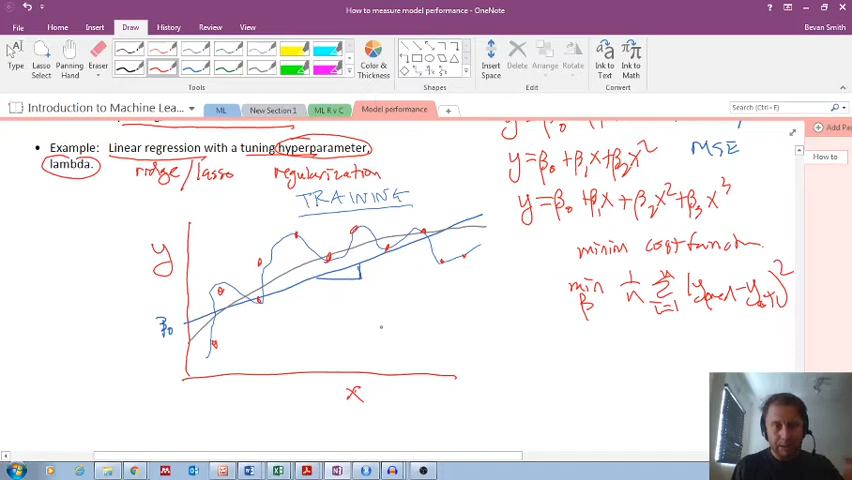 How to measure model performance - OneNote
File Home Insert Draw History Review View
Bevan Smith
Type Lasso Select Panning Hand Eraser Color & Thickness Insert Space Delete Arrange Rotate Ink to Text Ink to Math
Tools Shapes Edit Convert
Introduction to Machine Lea... ML New Section 1 ML R v C Model performance + Search (Ctrl+E)
Add Pa
How to
MSE
• Example: Linear regression with a tuning hyperparameter,
lambda.
ridge/lasso regularization
y = β₀ + β₁x + β₂x²
TRAINING
y = β₀ + β₁x + β₂x² + β₃x³
y
minim cost function
min β 1/n Σ i=1 n
β₀
x